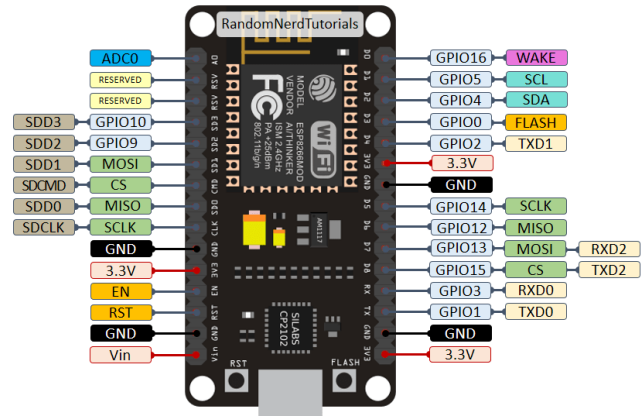 RandomNerdTutorials
ADC0
RESERVED
RESERVED
SDD3 GPIO10
SDD2 GPIO9
SDD1 MOSI
SDCMD CS
SDD0 MISO
SDCLK SCLK
GND
3.3V
EN
RST
GND
Vin
A0
RSV
RSV
SD3
SD2
SD1
CMD
SD0
CLK
GND
3V3
EN
RST
GND
Vin
FC
MODEL ESP8266MOD
VENDOR AI/THINKER
ISM 2.4GHz
PA +25dBm
802.11b/g/n
WiFi
AM1117
SILABS
CP2102
RST
FLASH
D0
D1
D2
D3
D4
3V3
GND
D5
D6
D7
D8
RX
TX
GND
3V3
GPIO16 WAKE
GPIO5 SCL
GPIO4 SDA
GPIO0 FLASH
GPIO2 TXD1
3.3V
GND
GPIO14 SCLK
GPIO12 MISO
GPIO13 MOSI RXD2
GPIO15 CS TXD2
GPIO3 RXD0
GPIO1 TXD0
GND
3.3V